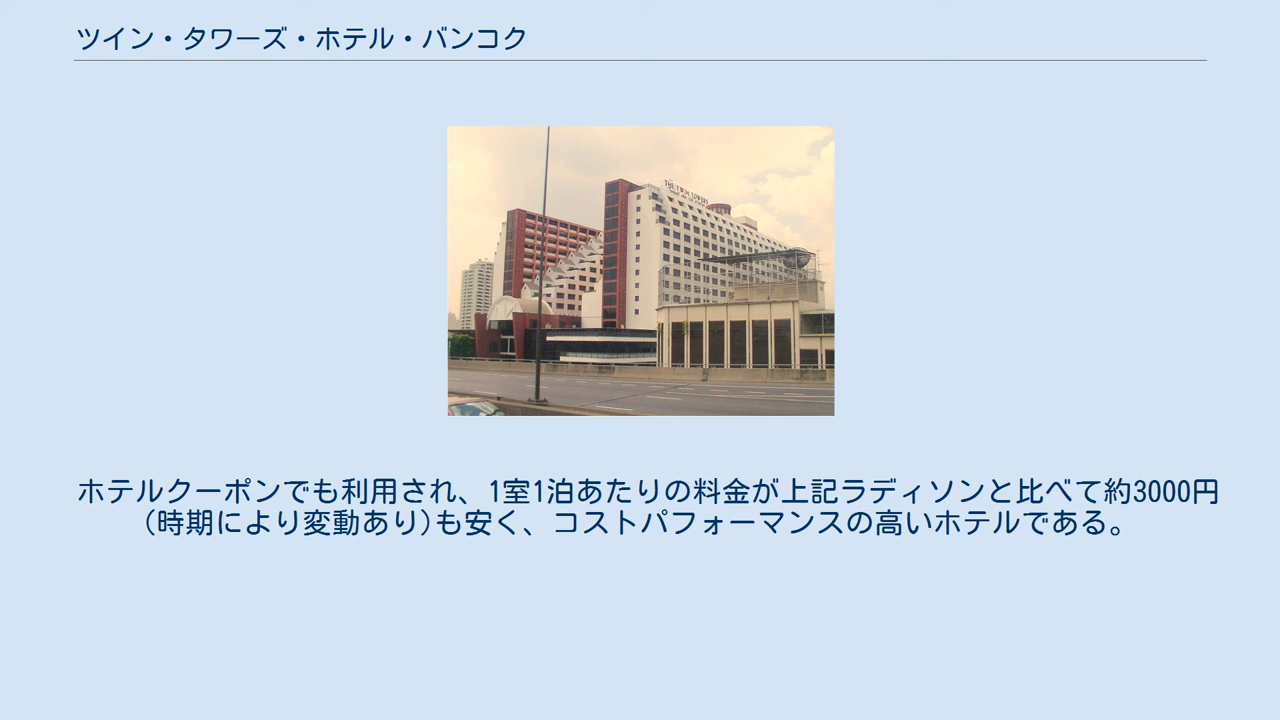 ツイン・タワーズ・ホテル・バンコク
THE TWIN TOWERS
ホテルクーポンでも利用され、1室1泊あたりの料金が上記ラディソンと比べて約3000円
(時期により変動あり)も安く、コストパフォーマンスの高いホテルである。